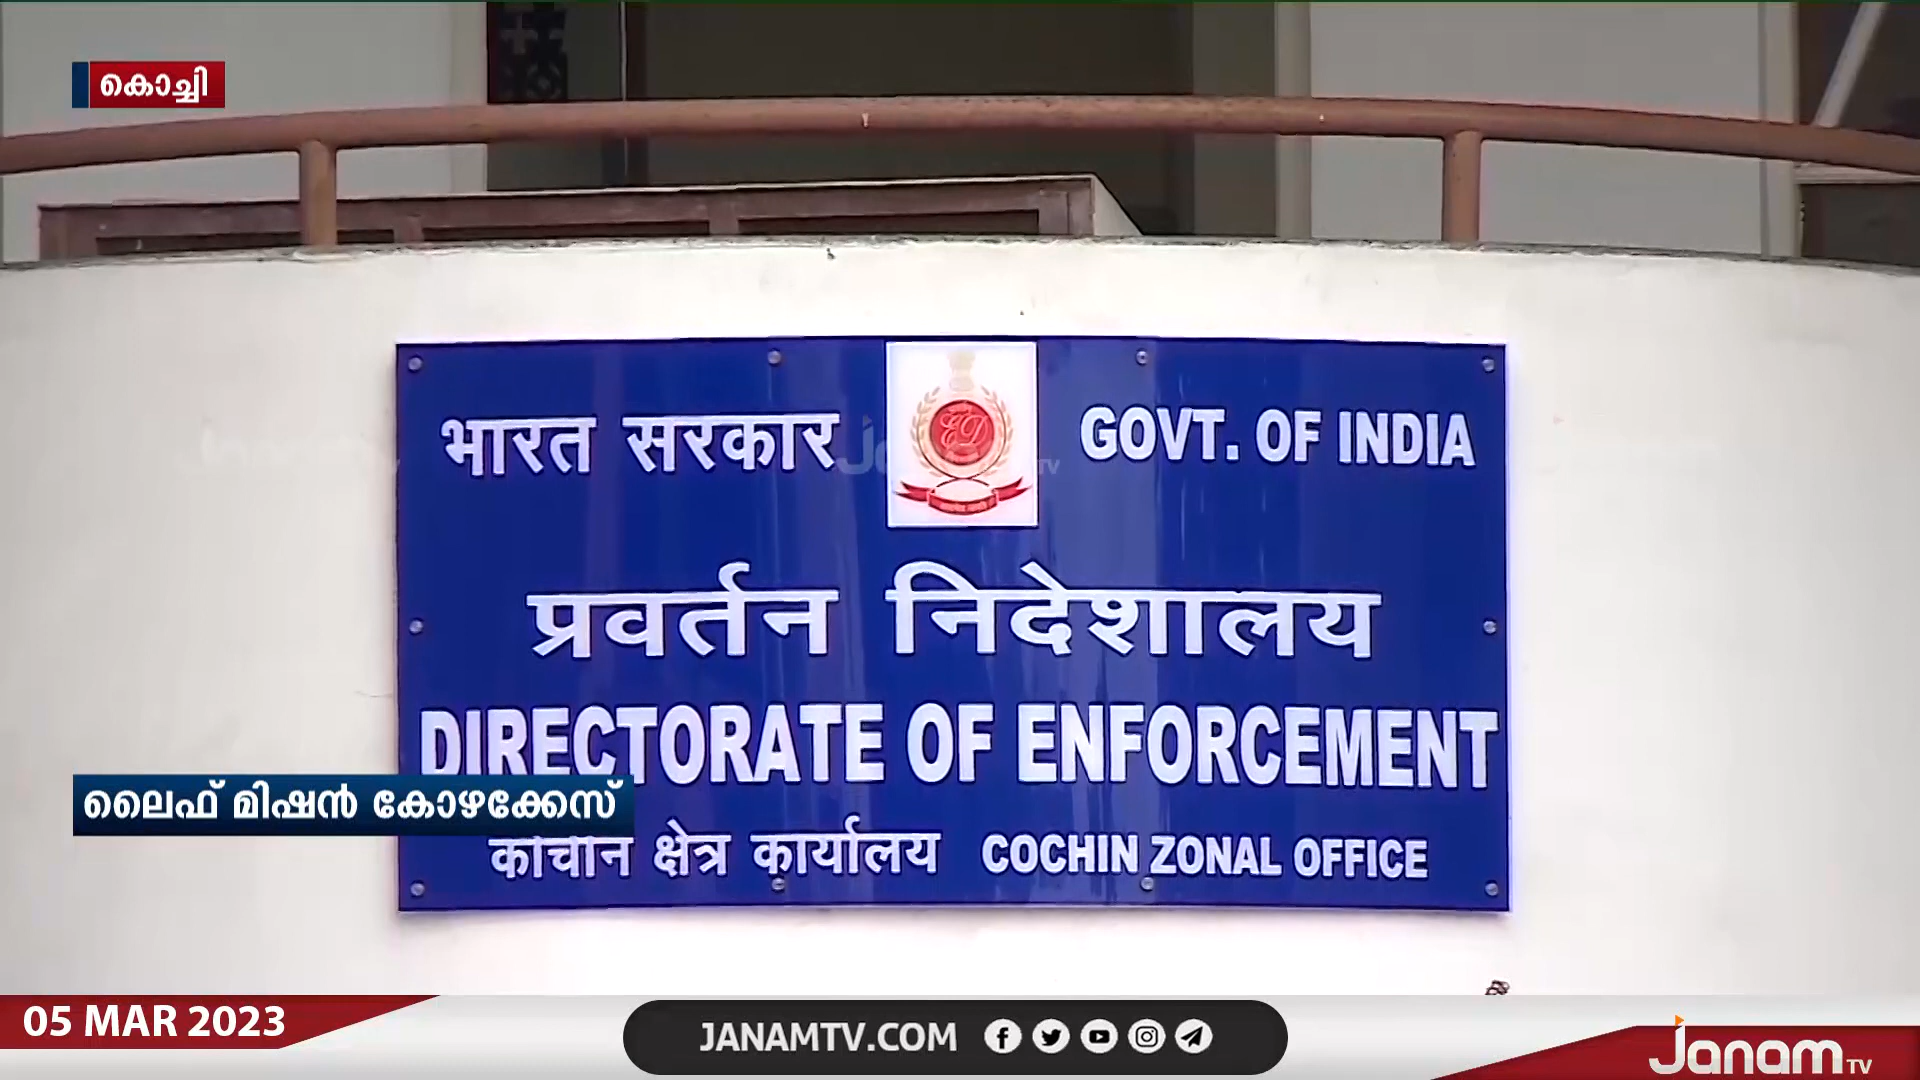 കൊച്ചി
भारत सरकार
GOVT. OF INDIA
प्रवर्तन निदेशालय
DIRECTORATE OF ENFORCEMENT
ലൈഫ് മിഷൻ കോഴക്കേസ്
कोचीन क्षेत्र कार्यालय COCHIN ZONAL OFFICE
05 MAR 2023
JANAMTV.COM
Janam TV